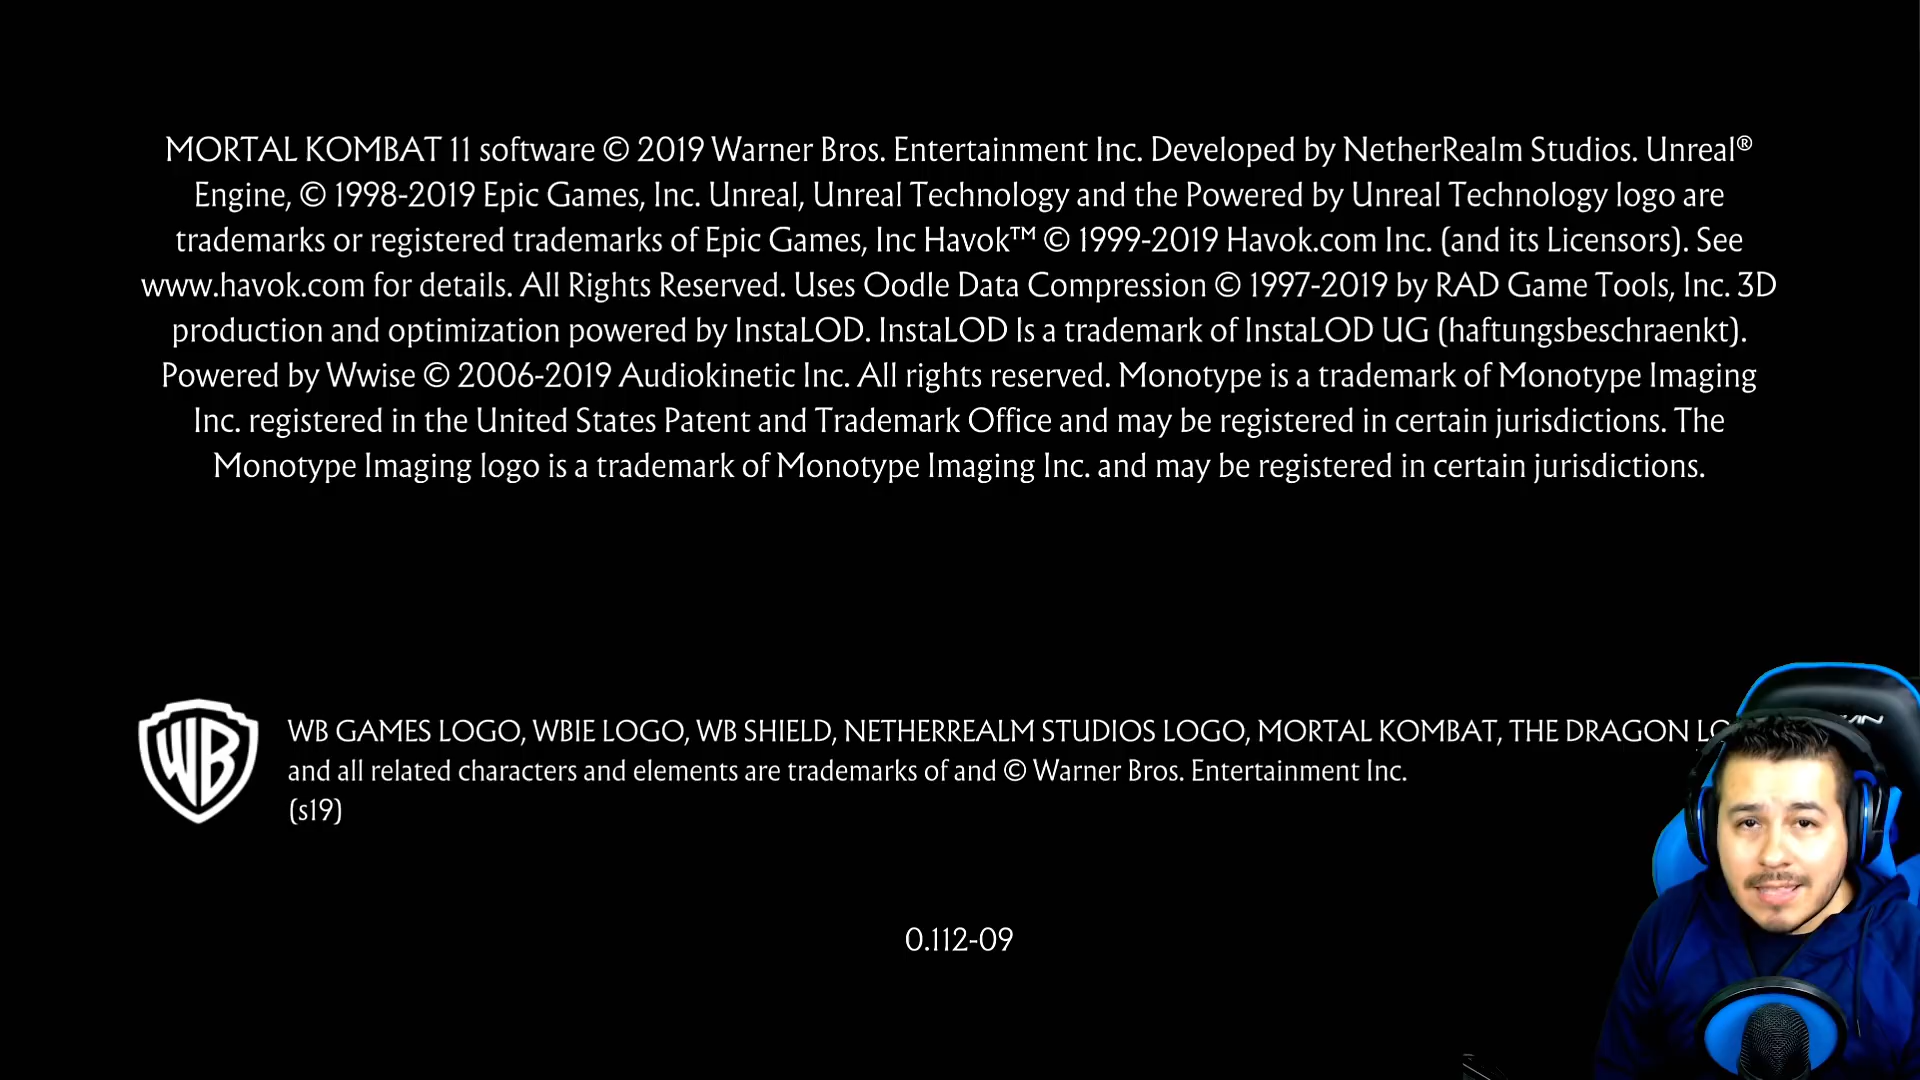 MORTAL KOMBAT 11 software © 2019 Warner Bros. Entertainment Inc. Developed by NetherRealm Studios. Unreal®
Engine, © 1998-2019 Epic Games, Inc. Unreal, Unreal Technology and the Powered by Unreal Technology logo are
trademarks or registered trademarks of Epic Games, Inc Havok™ © 1999-2019 Havok.com Inc. (and its Licensors). See
www.havok.com for details. All Rights Reserved. Uses Oodle Data Compression © 1997-2019 by RAD Game Tools, Inc. 3D
production and optimization powered by InstaLOD. InstaLOD Is a trademark of InstaLOD UG (haftungsbeschraenkt).
Powered by Wwise © 2006-2019 Audiokinetic Inc. All rights reserved. Monotype is a trademark of Monotype Imaging
Inc. registered in the United States Patent and Trademark Office and may be registered in certain jurisdictions. The
Monotype Imaging logo is a trademark of Monotype Imaging Inc. and may be registered in certain jurisdictions.
WB
WB GAMES LOGO, WBIE LOGO, WB SHIELD, NETHERREALM STUDIOS LOGO, MORTAL KOMBAT, THE DRAGON
and all related characters and elements are trademarks of and © Warner Bros. Entertainment Inc.
(s19)
0.112-09